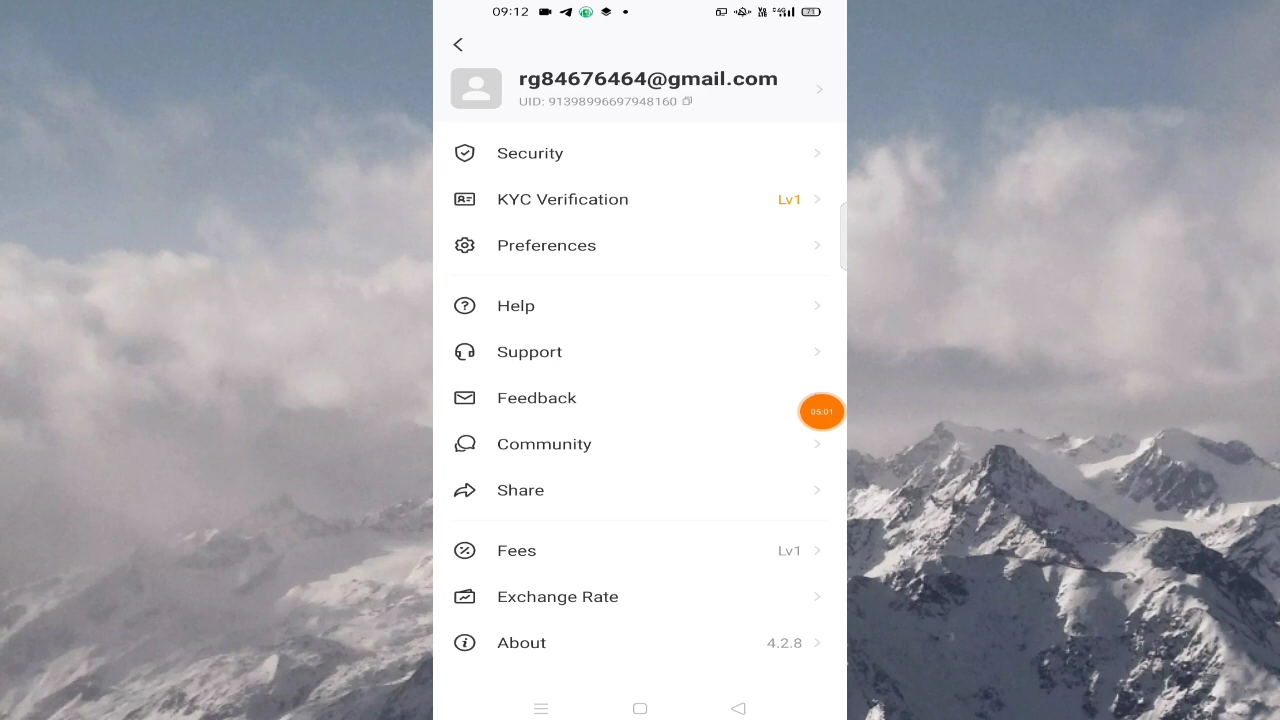 09:12
73
rg84676464@gmail.com
UID: 91398996697948160
Security
KYC Verification Lv1
Preferences
Help
Support
Feedback
05:01
Community
Share
Fees Lv1
Exchange Rate
About 4.2.8